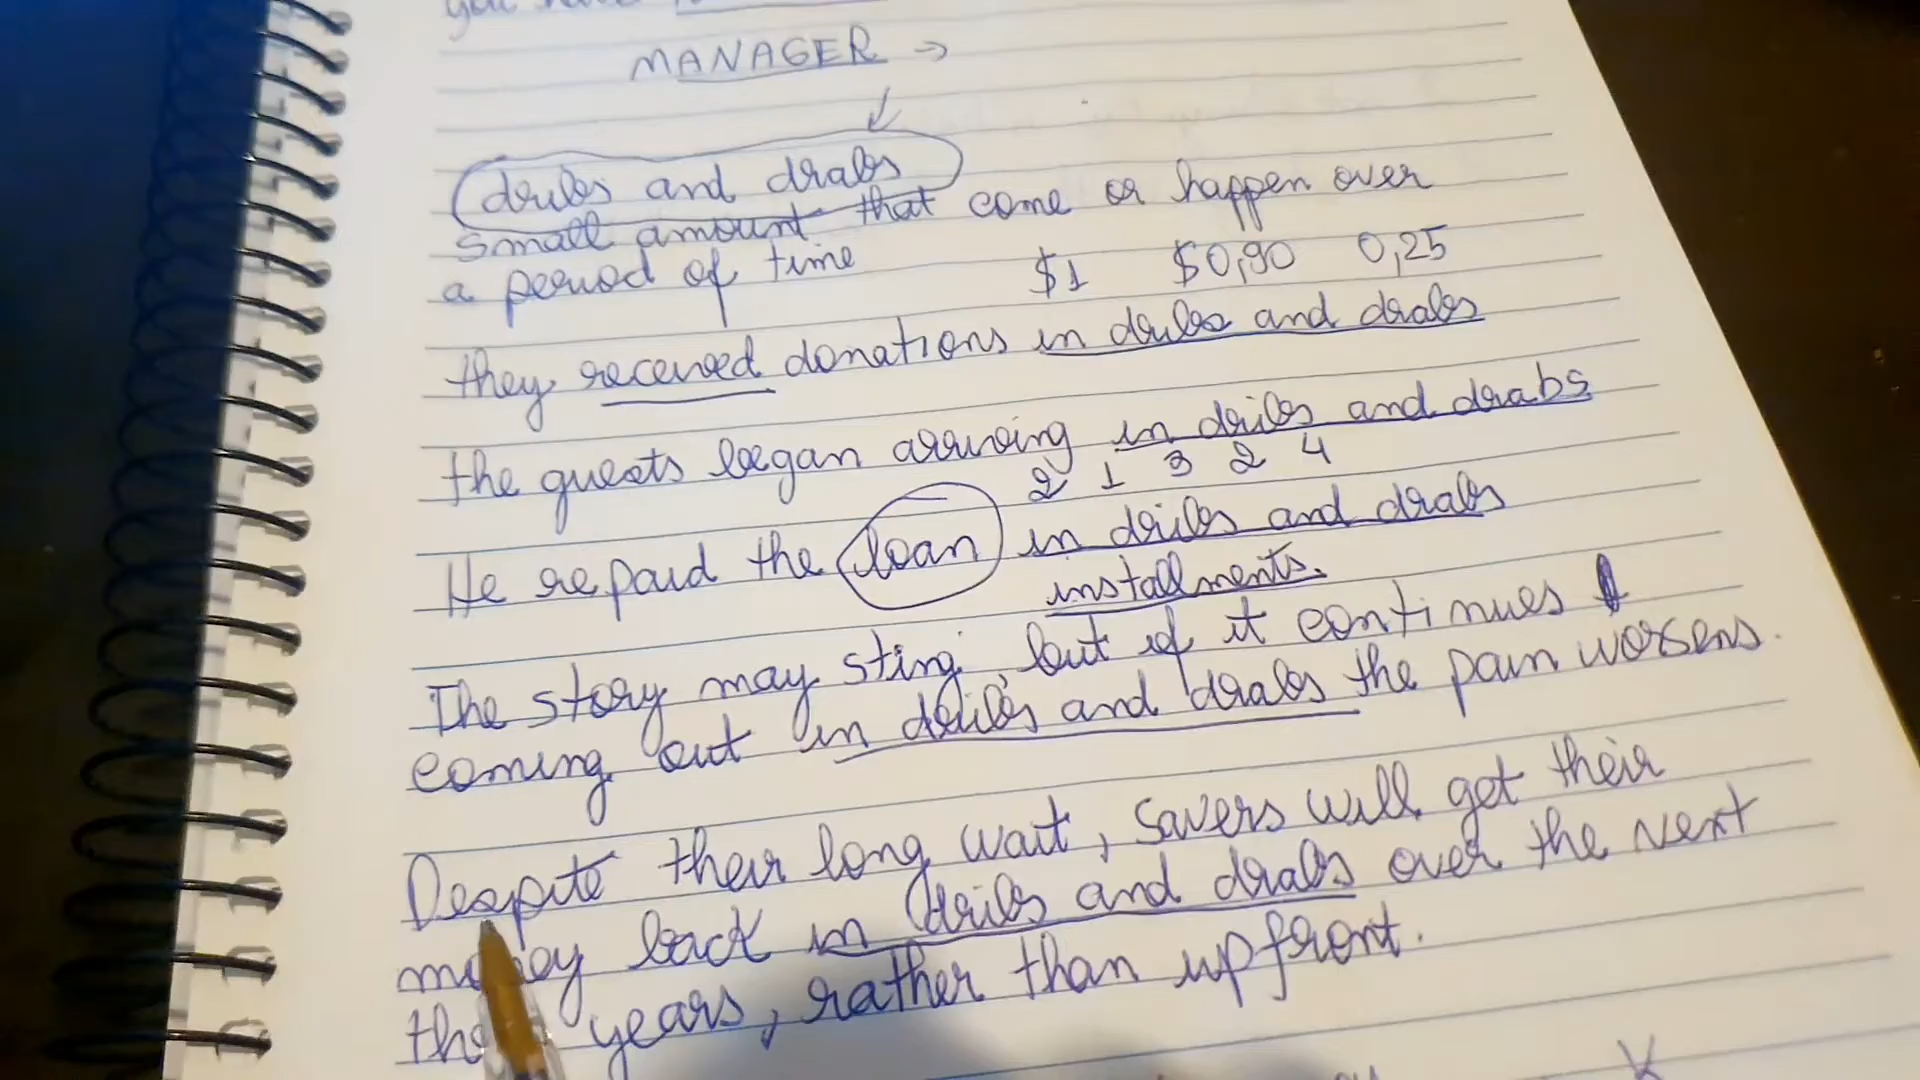 you have
MANAGER →
dribs and drabs
small amount that come or happen over
a period of time $1 $0,90 0,25
they received donations in dribs and drabs
the guests began arriving in dribs and drabs
2 1 3 2 4
He repaid the loan in dribs and drabs
installments.
The story may sting, but if it continues
coming out in dribs and drabs the pain worsens.
Despite their long wait, savers will get their
money back in dribs and drabs over the next
years, rather than upfront.